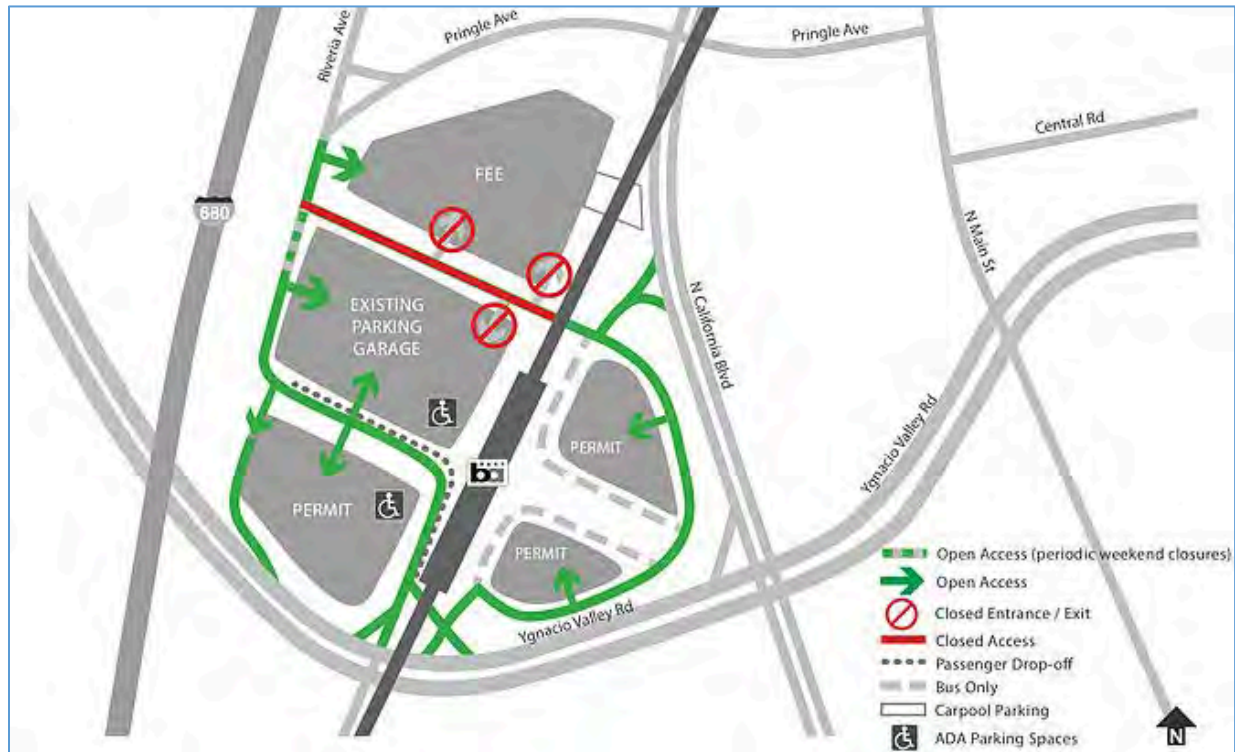 Riveria Ave
Pringle Ave
Pringle Ave
Central Rd
FEE
680
N Main St
EXISTING
PARKING
GARAGE
N California Blvd
PERMIT
Ygnacio Valley Rd
ba
PERMIT
PERMIT
Ygnacio Valley Rd
Open Access (periodic weekend closures)
Open Access
Closed Entrance / Exit
Closed Access
Passenger Drop-off
Bus Only
Carpool Parking
ADA Parking Spaces
N